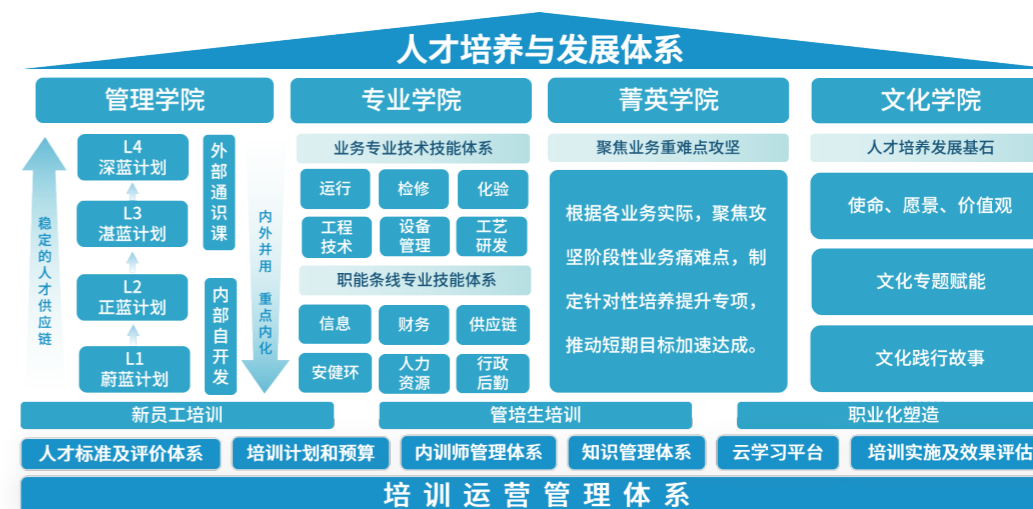 人才培养与发展体系
管理学院
专业学院
菁英学院
文化学院
稳定的人才供应链
L4
深蓝计划
L3
湛蓝计划
L2
正蓝计划
L1
蔚蓝计划
外部通识课
内部自开发
内外并用 重点内化
业务专业技术技能体系
运行
检修
化验
工程
技术
设备
管理
工艺
研发
职能条线专业技能体系
信息
财务
供应链
安健环
人力
资源
行政
后勤
聚焦业务重难点攻坚
根据各业务实际，聚焦攻
坚阶段性业务痛难点，制
定针对性培养提升专项，
推动短期目标加速达成。
人才培养发展基石
使命、愿景、价值观
文化专题赋能
文化践行故事
新员工培训
管培生培训
职业化塑造
人才标准及评价体系
培训计划和预算
内训师管理体系
知识管理体系
云学习平台
培训实施及效果评估
培训运营管理体系